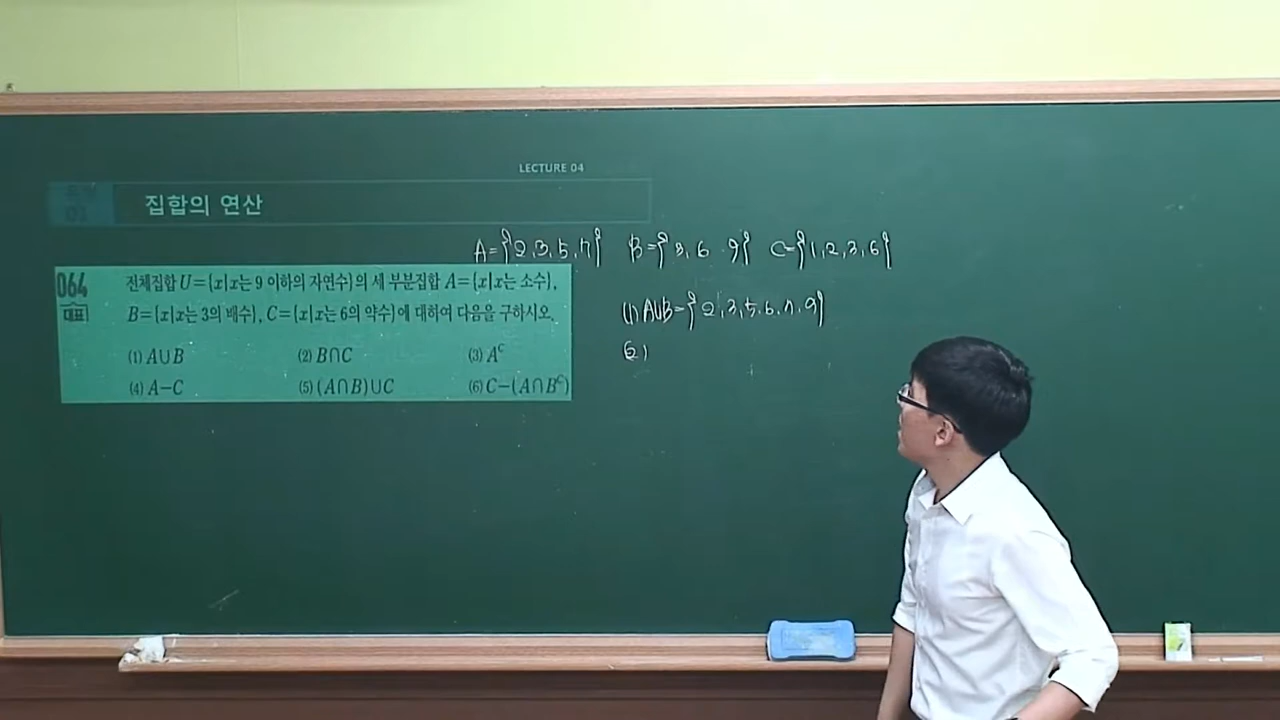 LECTURE 04
집합의 연산
A={2,3,5,7} B={3,6 9} C={1,2,3,6}
064
대표
전체집합 U={x|x는 9 이하의 자연수}의 세 부분집합 A={x|x는 소수},
B={x|x는 3의 배수}, C={x|x는 6의 약수}에 대하여 다음을 구하시오.
(1) A∪B (2) B∩C (3) A^C
(4) A−C (5) (A∩B)∪C (6) C−(A∩B^C)
(1) A∪B={2,3,5,6,7,9}
(2)